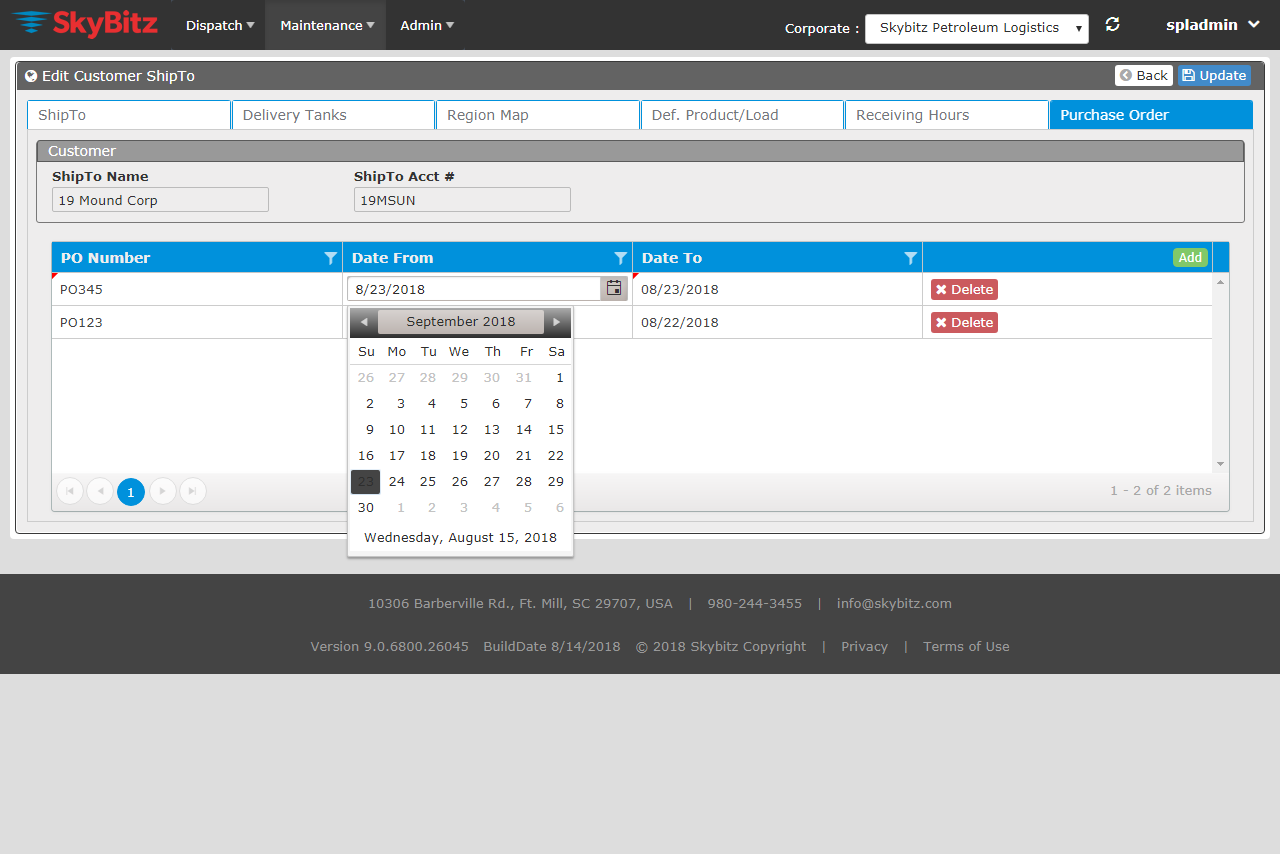 SkyBitz Dispatch Maintenance Admin Corporate : Skybitz Petroleum Logistics spladmin
Edit Customer ShipTo Back Update
ShipTo Delivery Tanks Region Map Def. Product/Load Receiving Hours Purchase Order
Customer
ShipTo Name ShipTo Acct #
19 Mound Corp 19MSUN
PO Number Date From Date To Add
PO345 8/23/2018 08/23/2018 Delete
PO123 08/22/2018 Delete
September 2018
Su Mo Tu We Th Fr Sa
26 27 28 29 30 31 1
2 3 4 5 6 7 8
9 10 11 12 13 14 15
16 17 18 19 20 21 22
23 24 25 26 27 28 29
30 1 2 3 4 5 6
Wednesday, August 15, 2018
1 1 - 2 of 2 items
10306 Barberville Rd., Ft. Mill, SC 29707, USA | 980-244-3455 | info@skybitz.com
Version 9.0.6800.26045 BuildDate 8/14/2018 © 2018 Skybitz Copyright | Privacy | Terms of Use